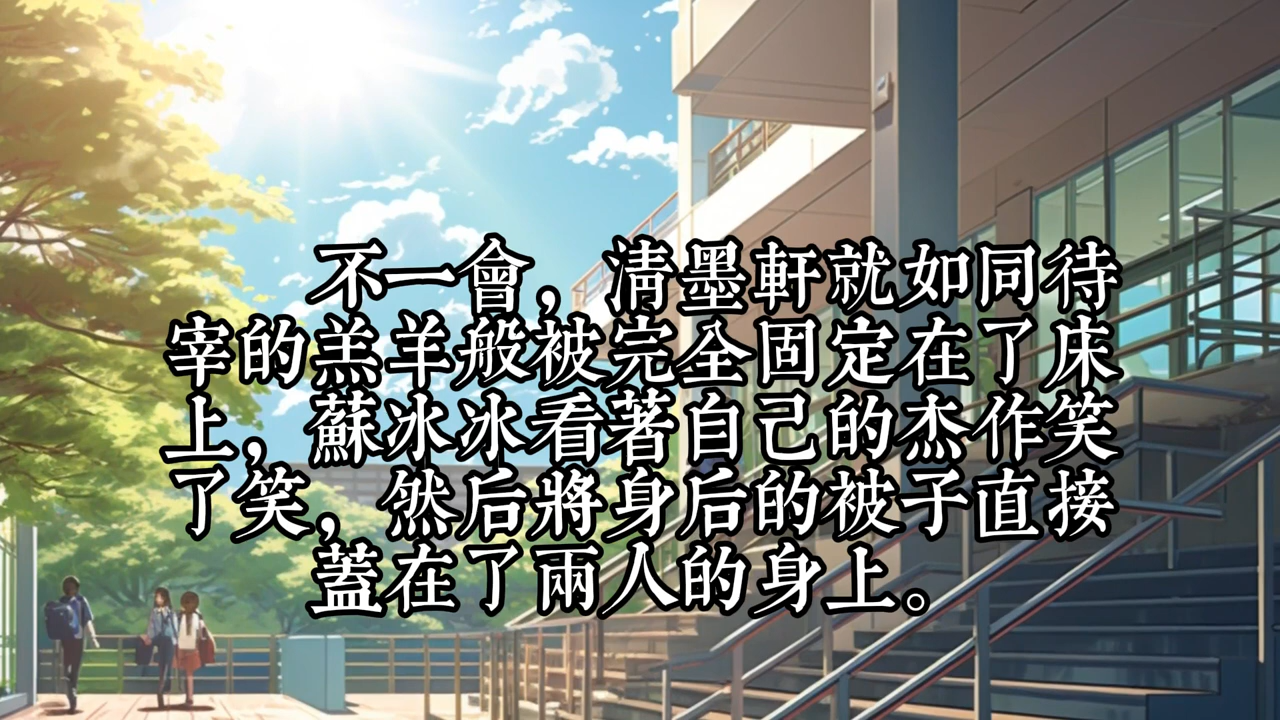 不一會，淸墨軒就如同待
宰的羔羊般被完全固定在了床
上，蘇冰冰看著自己的杰作笑
了笑，然后將身后的被子直接
蓋在了兩人的身上。